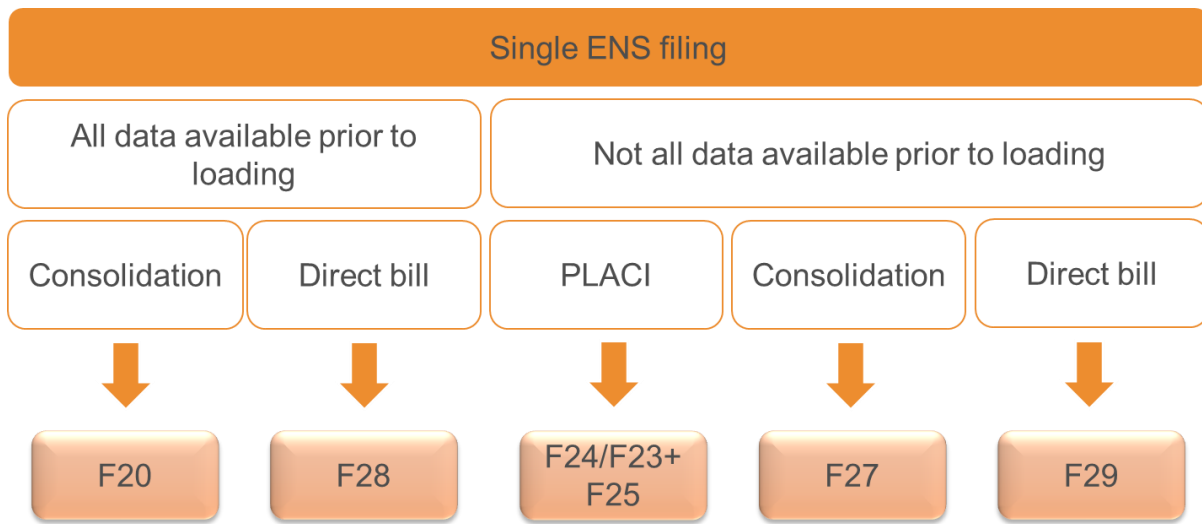 Single ENS filing
All data available prior to
loading
Not all data available prior to loading
Consolidation
Direct bill
PLACI
Consolidation
Direct bill
F20
F28
F24/F23+
F25
F27
F29